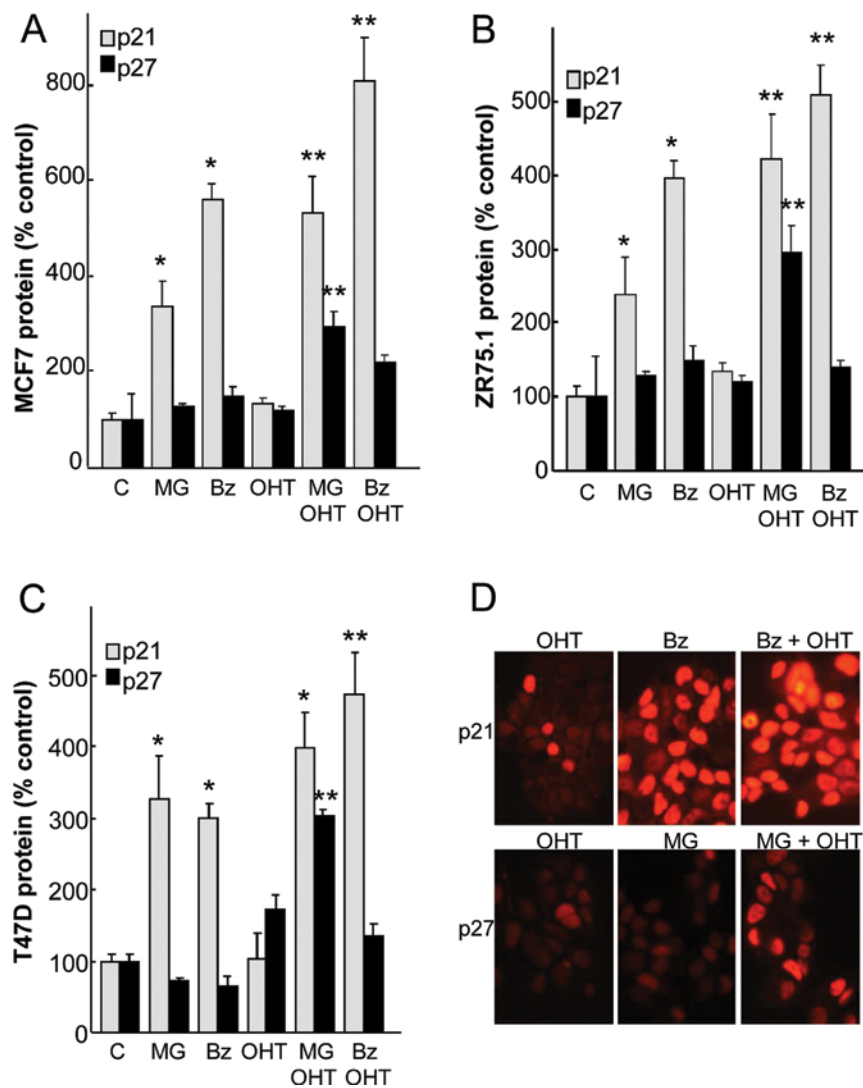 A
p21
p27
MCF7 protein (% control)
800
600
400
200
0
*
*
**
**
**
C MG Bz OHT MG OHT Bz OHT
B
p21
p27
ZR75.1 protein (% control)
500
400
300
200
100
0
*
*
**
**
**
C MG Bz OHT MG OHT Bz OHT
C
p21
p27
T47D protein (% control)
500
400
300
200
100
0
*
*
*
**
**
C MG Bz OHT MG OHT Bz OHT
D
OHT Bz Bz + OHT
p21
OHT MG MG + OHT
p27